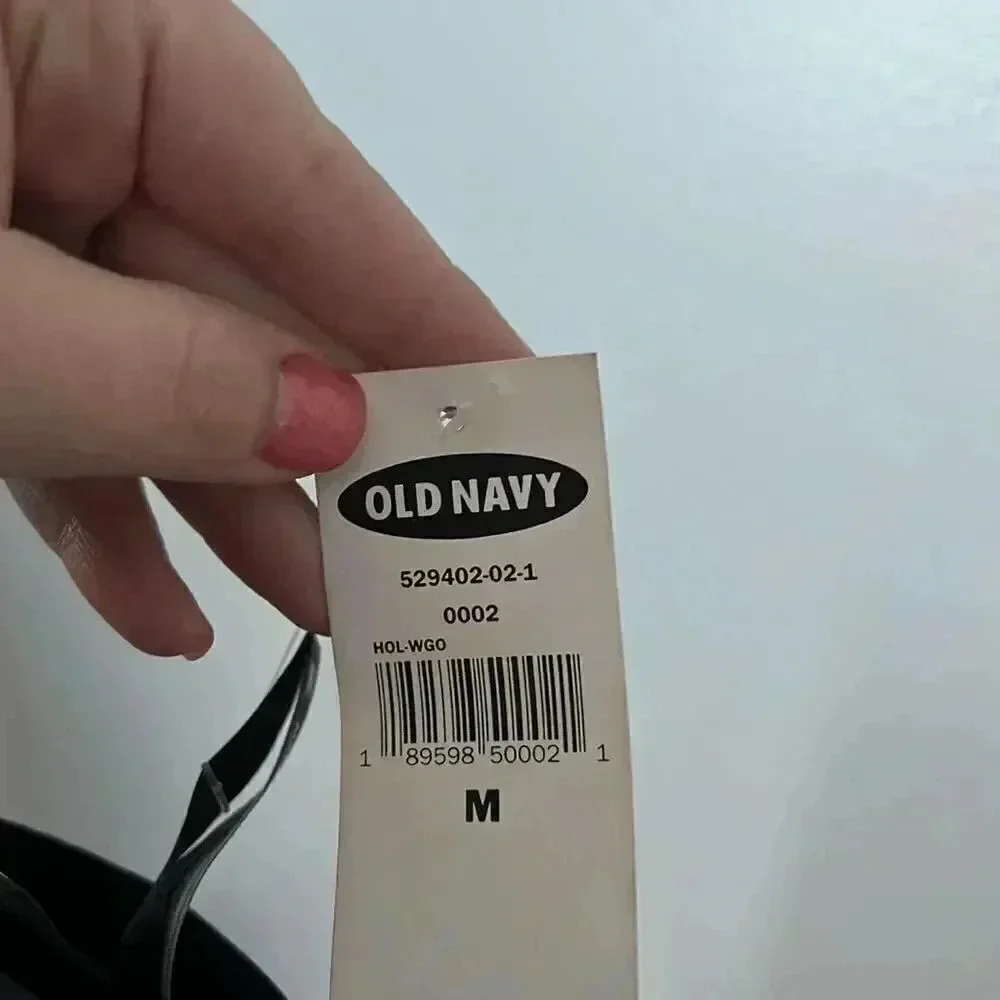 OLD NAVY
529402-02-1
0002
HOL-WGO
1 89598 50002 1
M